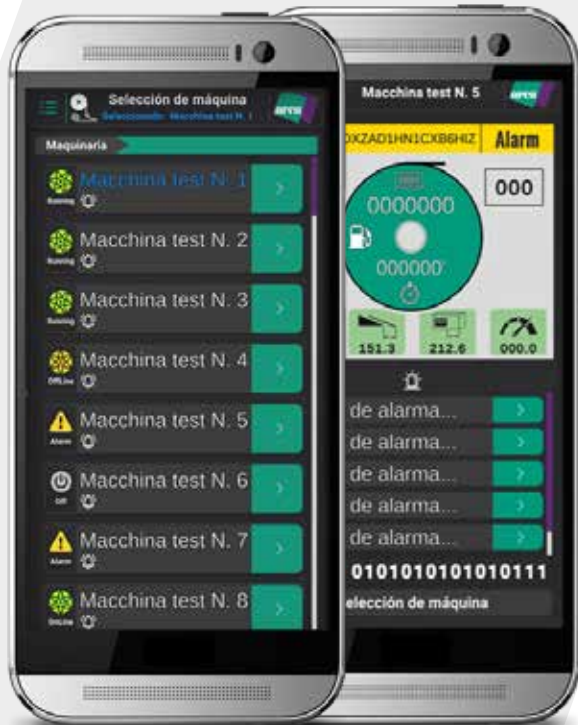 Selección de máquina
Seleccionado: Macchina test N. 1
Maquinaria
Macchina test N. 1
Running
Macchina test N. 2
Running
Macchina test N. 3
Running
Macchina test N. 4
OffLine
Macchina test N. 5
Alarm
Macchina test N. 6
Off
Macchina test N. 7
Alarm
Macchina test N. 8
OnLine
Macchina test N. 5
DXZAD1HN1CXB6HIZ
Alarm
000
0000000
000000'
151.3
212.6
000.0
de alarma...
de alarma...
de alarma...
de alarma...
de alarma...
0101010101010111
elección de máquina